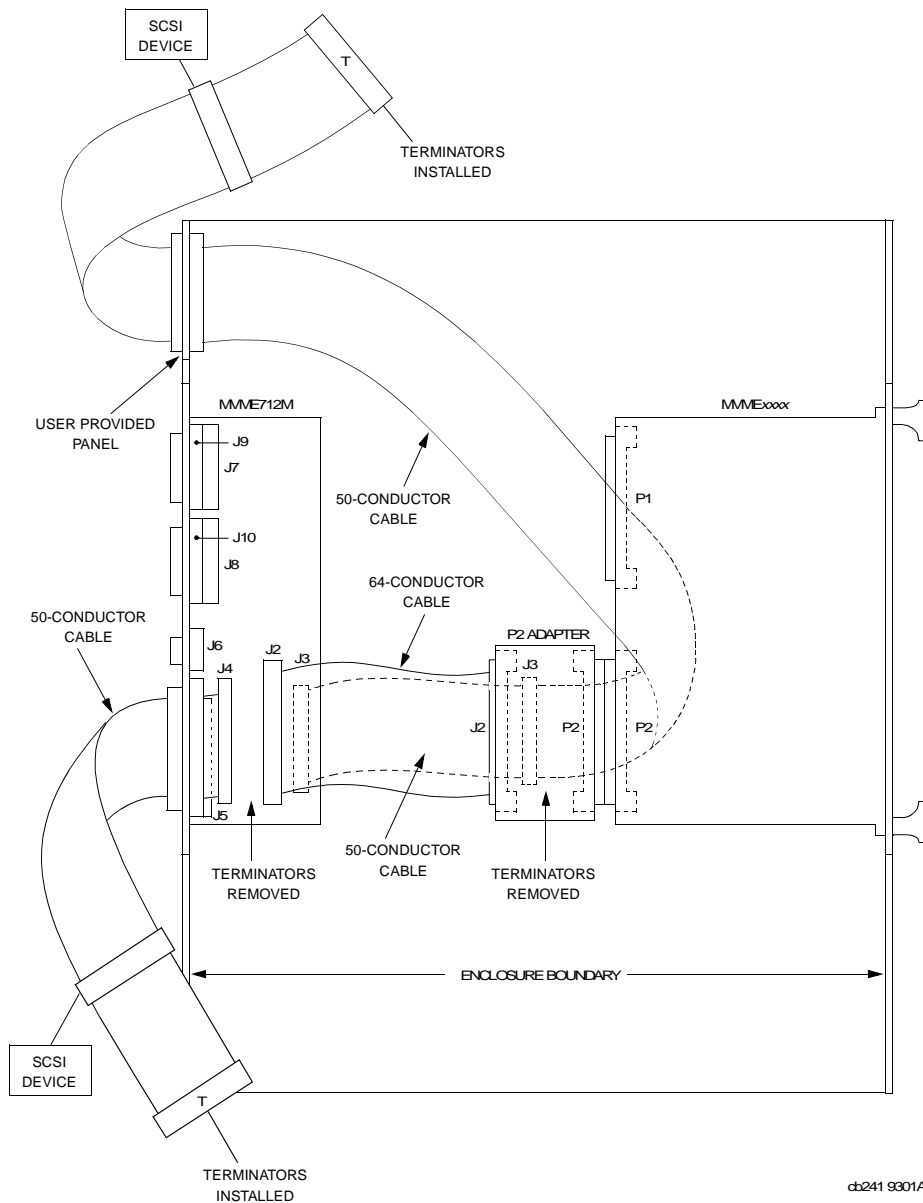 SCSI
DEVICE
T
TERMINATORS
INSTALLED
USER PROVIDED
PANEL
MVME712M
MVMExxxx
J9
J7
50-CONDUCTOR
CABLE
P1
J10
J8
64-CONDUCTOR
CABLE
50-CONDUCTOR
CABLE
P2 ADAPTER
J6
J4
J2
J3
J3
J2
P2
P2
J5
TERMINATORS
REMOVED
50-CONDUCTOR
CABLE
TERMINATORS
REMOVED
ENCLOSURE BOUNDARY
SCSI
DEVICE
T
TERMINATORS
INSTALLED
cb241 9301A